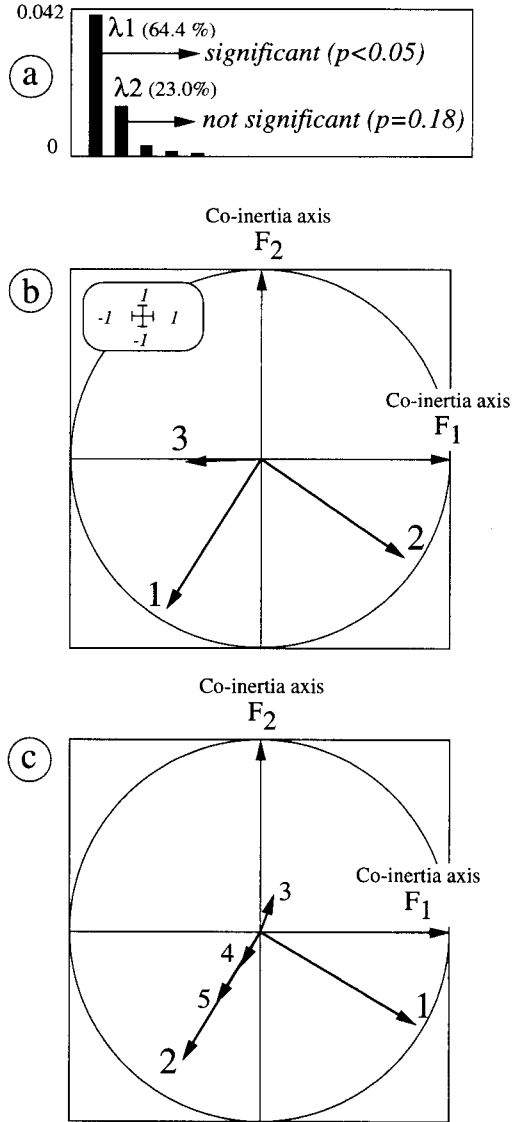 0.042
λ1 (64.4 %)
significant (p<0.05)
a
λ2 (23.0%)
not significant (p=0.18)
0
Co-inertia axis
F2
b
1
-1 1
-1
Co-inertia axis
F1
3
2
1
Co-inertia axis
F2
c
Co-inertia axis
F1
3
4
5
1
2